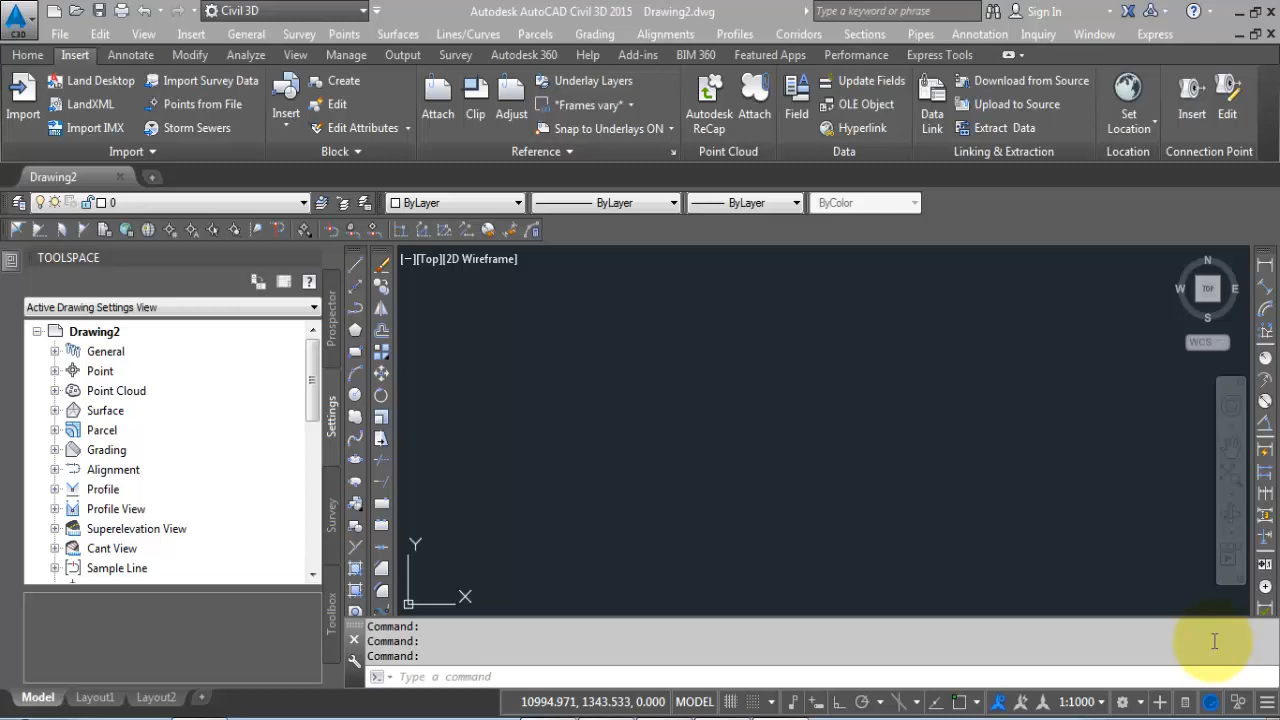 Civil 3D Autodesk AutoCAD Civil 3D 2015 Drawing2.dwg Type a keyword or phrase Sign In
C3D
File Edit View Insert General Survey Points Surfaces Lines/Curves Parcels Grading Alignments Profiles Corridors Sections Pipes Annotation Inquiry Window Express
Home Insert Annotate Modify Analyze View Manage Output Survey Autodesk 360 Help Add-ins BIM 360 Featured Apps Performance Express Tools
Land Desktop Import Survey Data Create Underlay Layers Update Fields Download from Source
LandXML Points from File Edit *Frames vary* OLE Object Upload to Source
Import Insert Attach Clip Adjust Autodesk ReCap Attach Field Data Link Set Location Insert Edit
Import IMX Storm Sewers Edit Attributes Snap to Underlays ON Hyperlink Extract Data
Import Block Reference Point Cloud Data Linking & Extraction Location Connection Point
Drawing2
0 ByLayer ByLayer ByLayer ByColor
TOOLSPACE
Active Drawing Settings View
Drawing2
General
Point
Point Cloud
Surface
Parcel
Grading
Alignment
Profile
Profile View
Superelevation View
Cant View
Sample Line
Prospector
Settings
Survey
Toolbox
[−][Top][2D Wireframe]
N
W TOP E
S
WCS
Y
X
Command:
Command:
Command:
Type a command
Model Layout1 Layout2 10994.971, 1343.533, 0.000 MODEL 1:1000